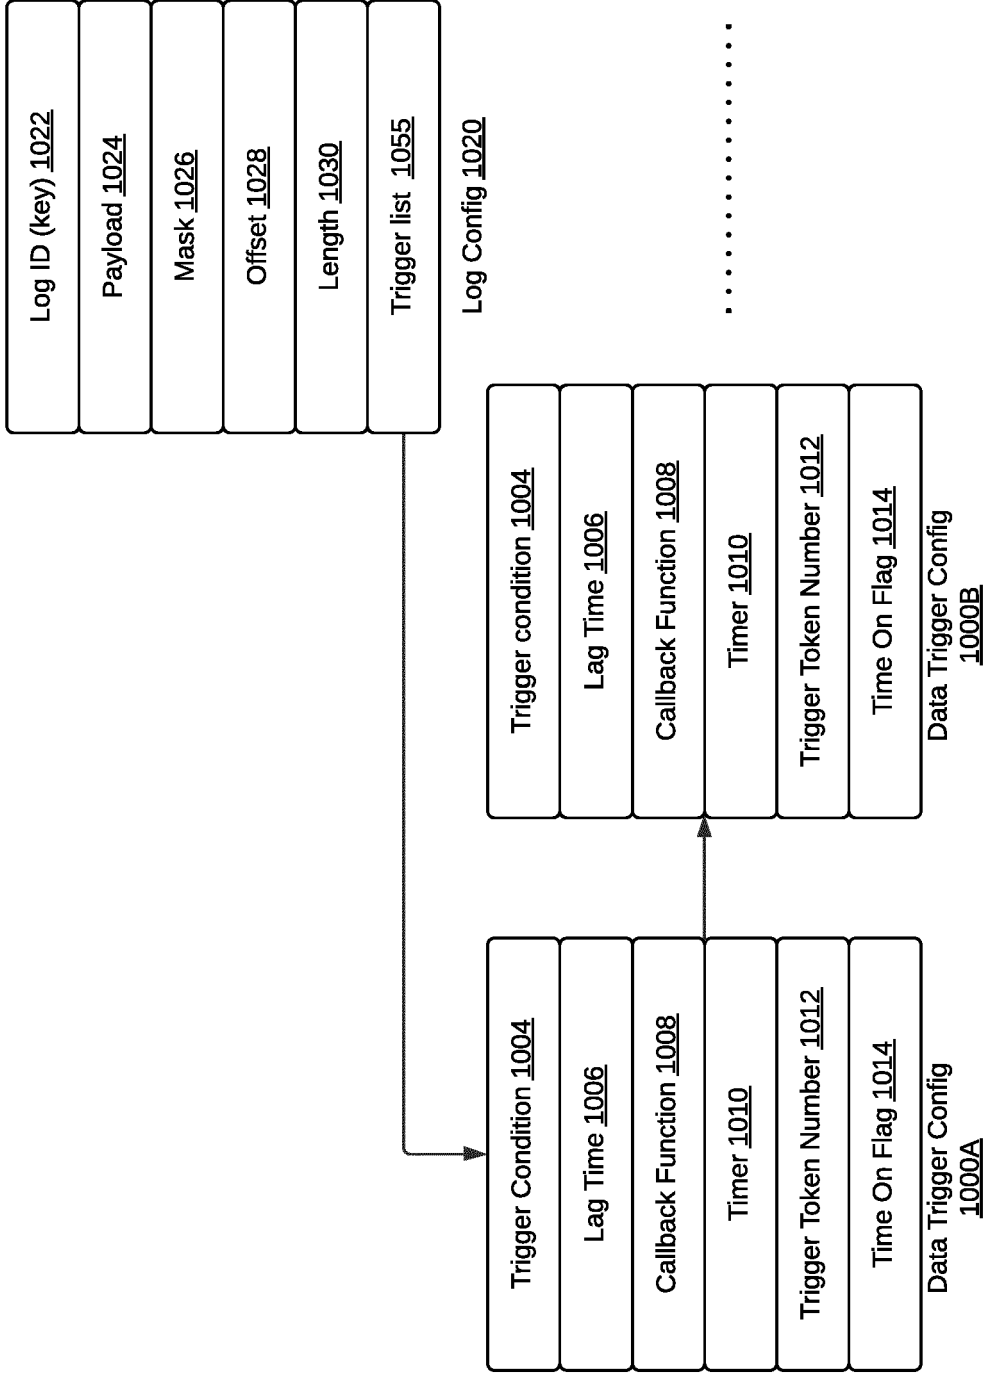 Log ID (key) 1022
Payload 1024
Mask 1026
Offset 1028
Length 1030
Trigger list 1055
Log Config 1020
Trigger Condition 1004
Lag Time 1006
Callback Function 1008
Timer 1010
Trigger Token Number 1012
Time On Flag 1014
Data Trigger Config
1000A
Trigger condition 1004
Lag Time 1006
Callback Function 1008
Timer 1010
Trigger Token Number 1012
Time On Flag 1014
Data Trigger Config
1000B